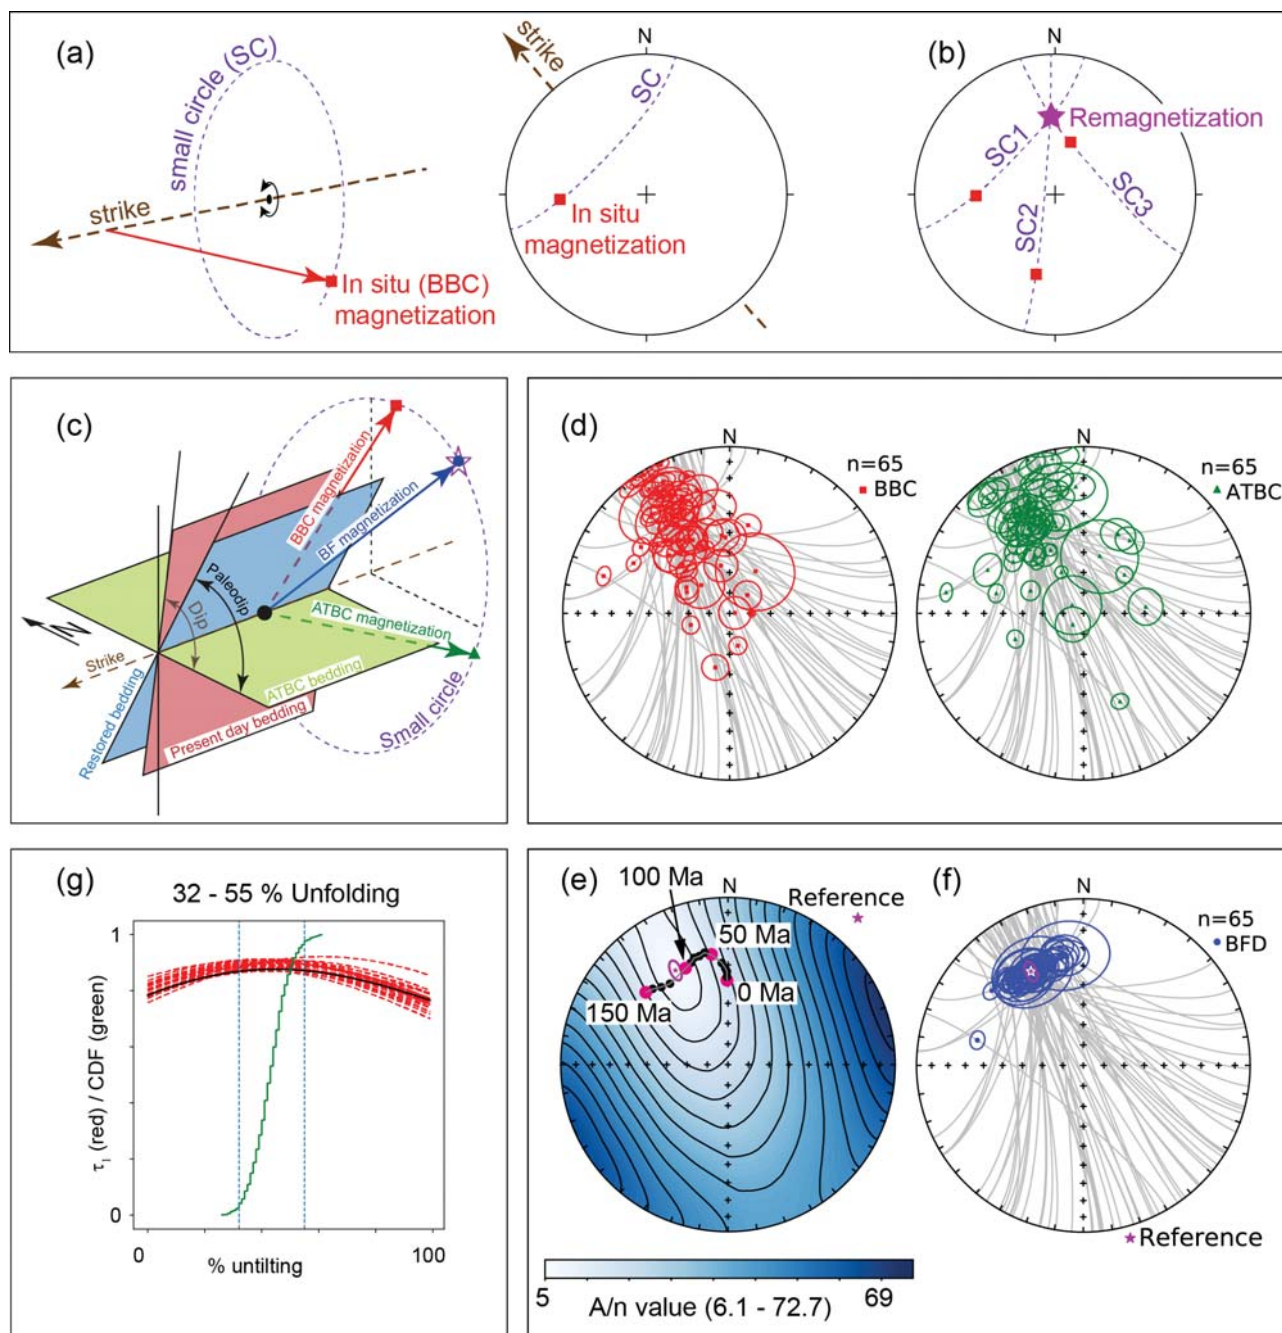 (a)
small circle (SC)
strike
In situ (BBC)
magnetization
strike
N
SC
In situ
magnetization
(b)
N
Remagnetization
SC1
SC2
SC3
(c)
BBC magnetization
BF magnetization
ATBC magnetization
Paleodip
Dip
N
Strike
Restored bedding
ATBC bedding
Present day bedding
Small circle
(d)
N
n=65
BBC
N
n=65
ATBC
(g)
32 - 55 % Unfolding
1
0
τ₁ (red) / CDF (green)
0
100
% untilting
(e)
100 Ma
N
Reference
50 Ma
0 Ma
150 Ma
5
69
A/n value (6.1 - 72.7)
(f)
N
n=65
BFD
Reference